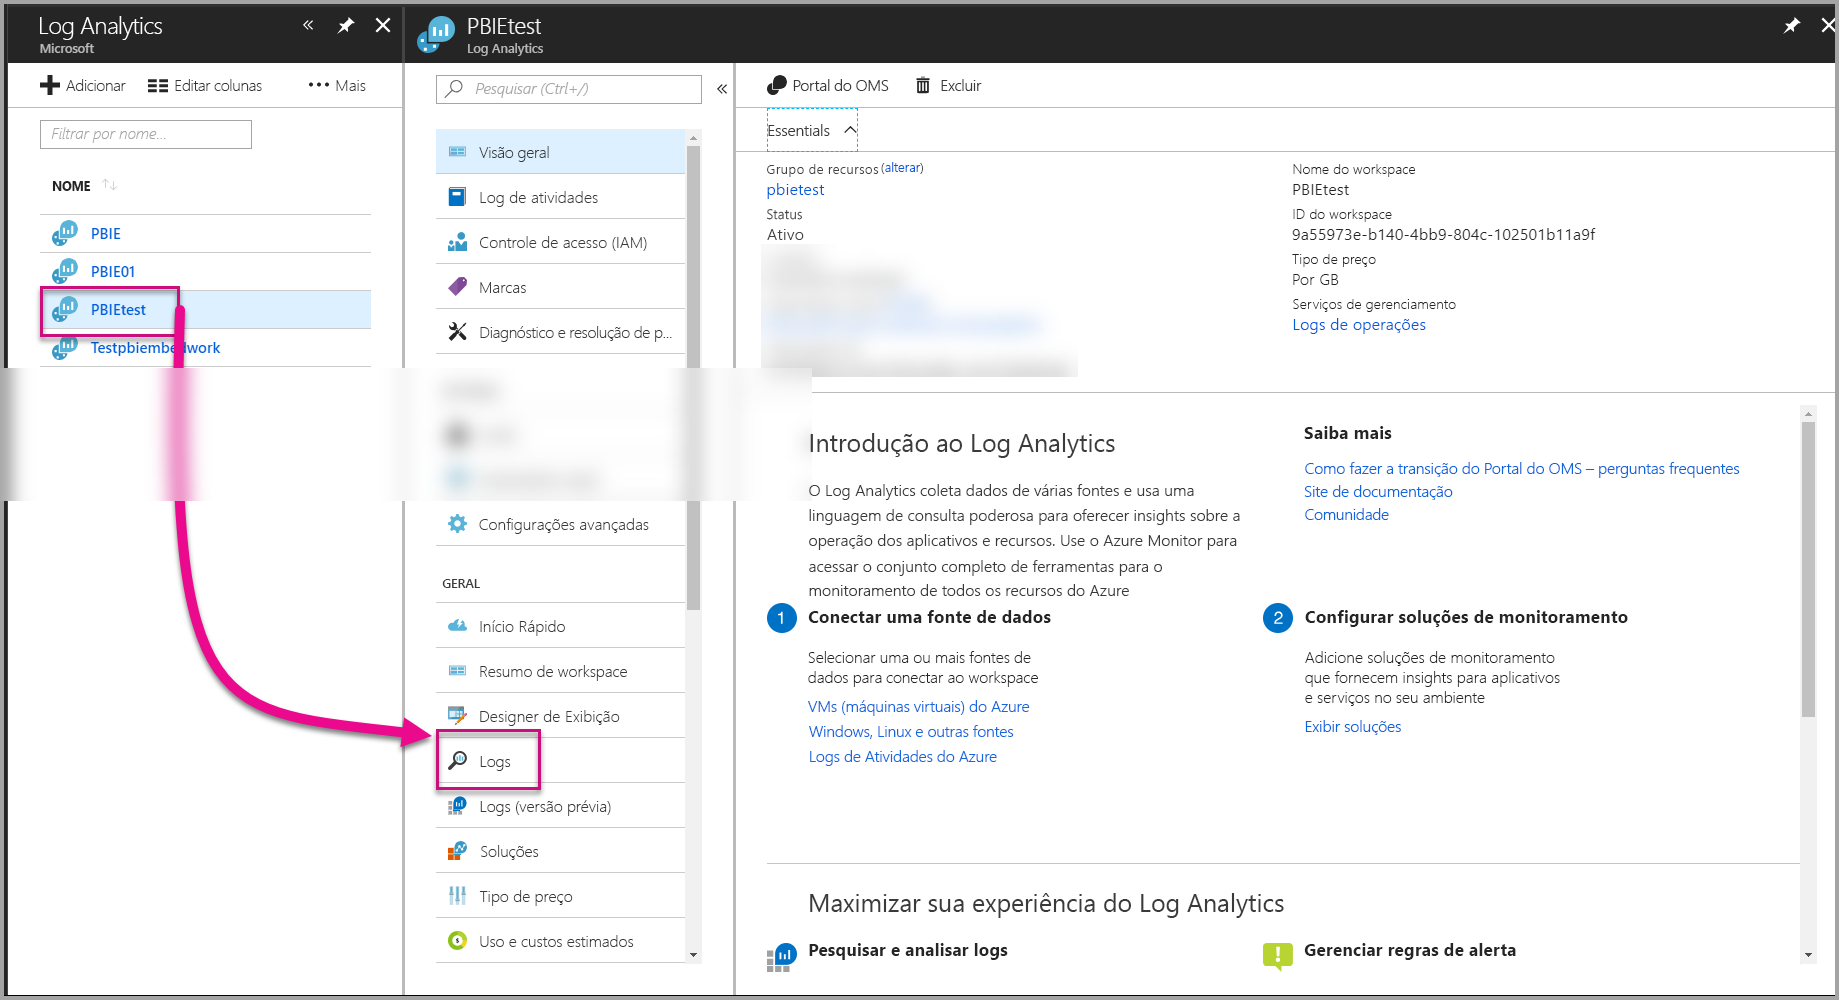 Log Analytics
Microsoft
Adicionar
Editar colunas
Mais
Filtrar por nome...
NOME
PBIE
PBIE01
PBIEtest
Testpbiembedwork
PBIEtest
Log Analytics
Pesquisar (Ctrl+/)
Visão geral
Log de atividades
Controle de acesso (IAM)
Marcas
Diagnóstico e resolução de p...
Configurações avançadas
GERAL
Início Rápido
Resumo de workspace
Designer de Exibição
Logs
Logs (versão prévia)
Soluções
Tipo de preço
Uso e custos estimados
Portal do OMS
Excluir
Essentials
Grupo de recursos (alterar)
pbietest
Status
Ativo
Nome do workspace
PBIEtest
ID do workspace
9a55973e-b140-4bb9-804c-102501b11a9f
Tipo de preço
Por GB
Serviços de gerenciamento
Logs de operações
Introdução ao Log Analytics
O Log Analytics coleta dados de várias fontes e usa uma
linguagem de consulta poderosa para oferecer insights sobre a
operação dos aplicativos e recursos. Use o Azure Monitor para
acessar o conjunto completo de ferramentas para o
monitoramento de todos os recursos do Azure
Saiba mais
Como fazer a transição do Portal do OMS – perguntas frequentes
Site de documentação
Comunidade
1
Conectar uma fonte de dados
Selecionar uma ou mais fontes de
dados para conectar ao workspace
VMs (máquinas virtuais) do Azure
Windows, Linux e outras fontes
Logs de Atividades do Azure
2
Configurar soluções de monitoramento
Adicione soluções de monitoramento
que fornecem insights para aplicativos
e serviços no seu ambiente
Exibir soluções
Maximizar sua experiência do Log Analytics
Pesquisar e analisar logs
Gerenciar regras de alerta